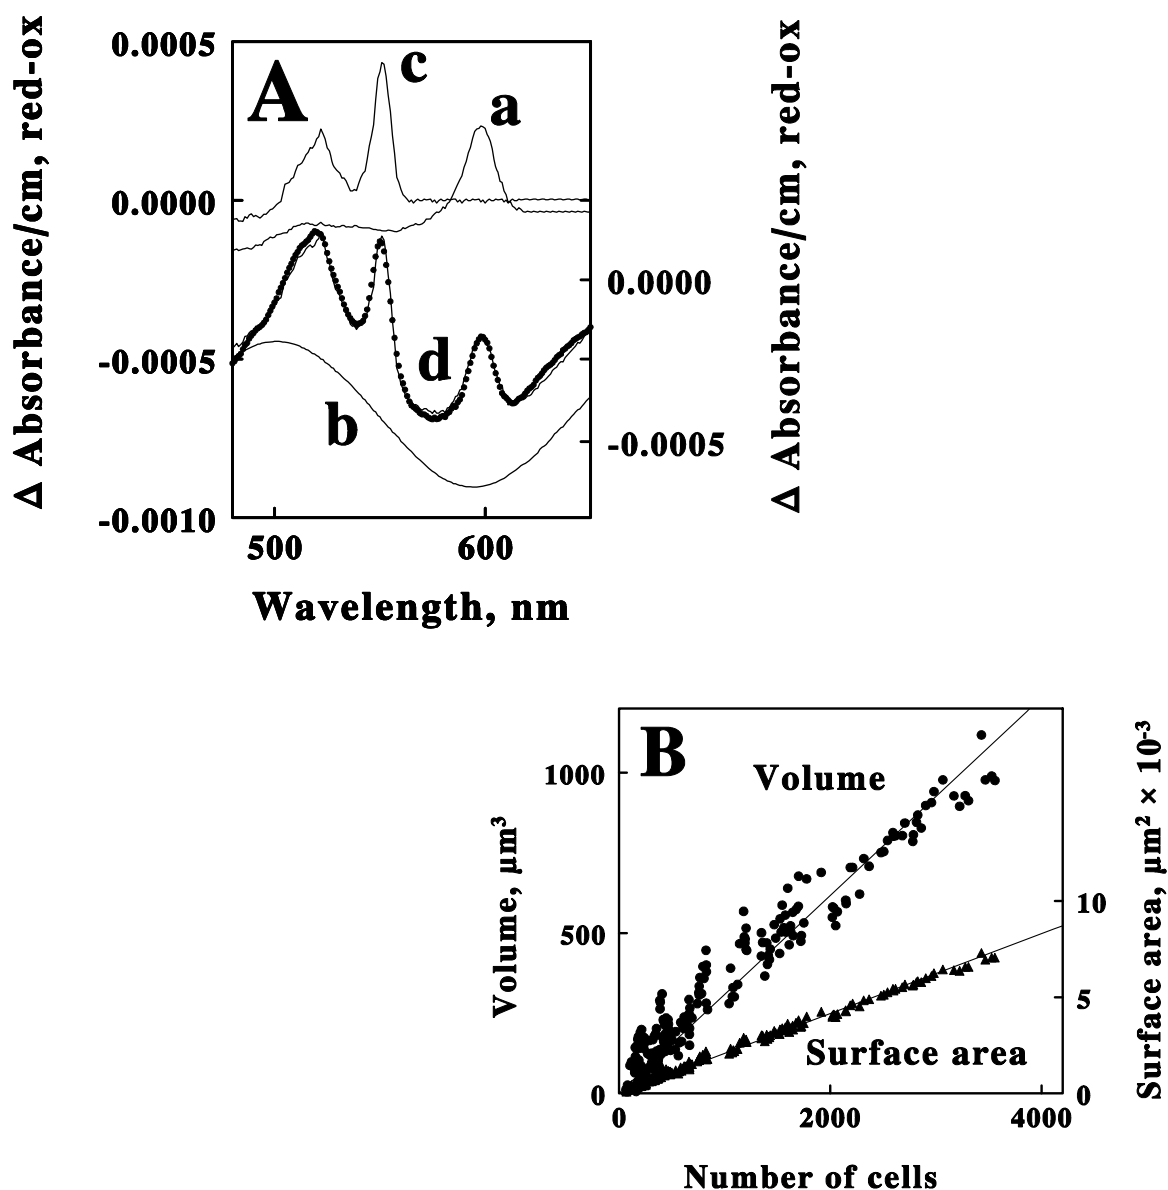 Δ Absorbance/cm, red-ox
0.0005
0.0000
-0.0005
-0.0010
A
c
a
d
b
0.0000
-0.0005
Δ Absorbance/cm, red-ox
500
600
Wavelength, nm
Volume, µm³
1000
500
0
B
Volume
Surface area
10
5
0
Surface area, µm² × 10⁻³
0
2000
4000
Number of cells